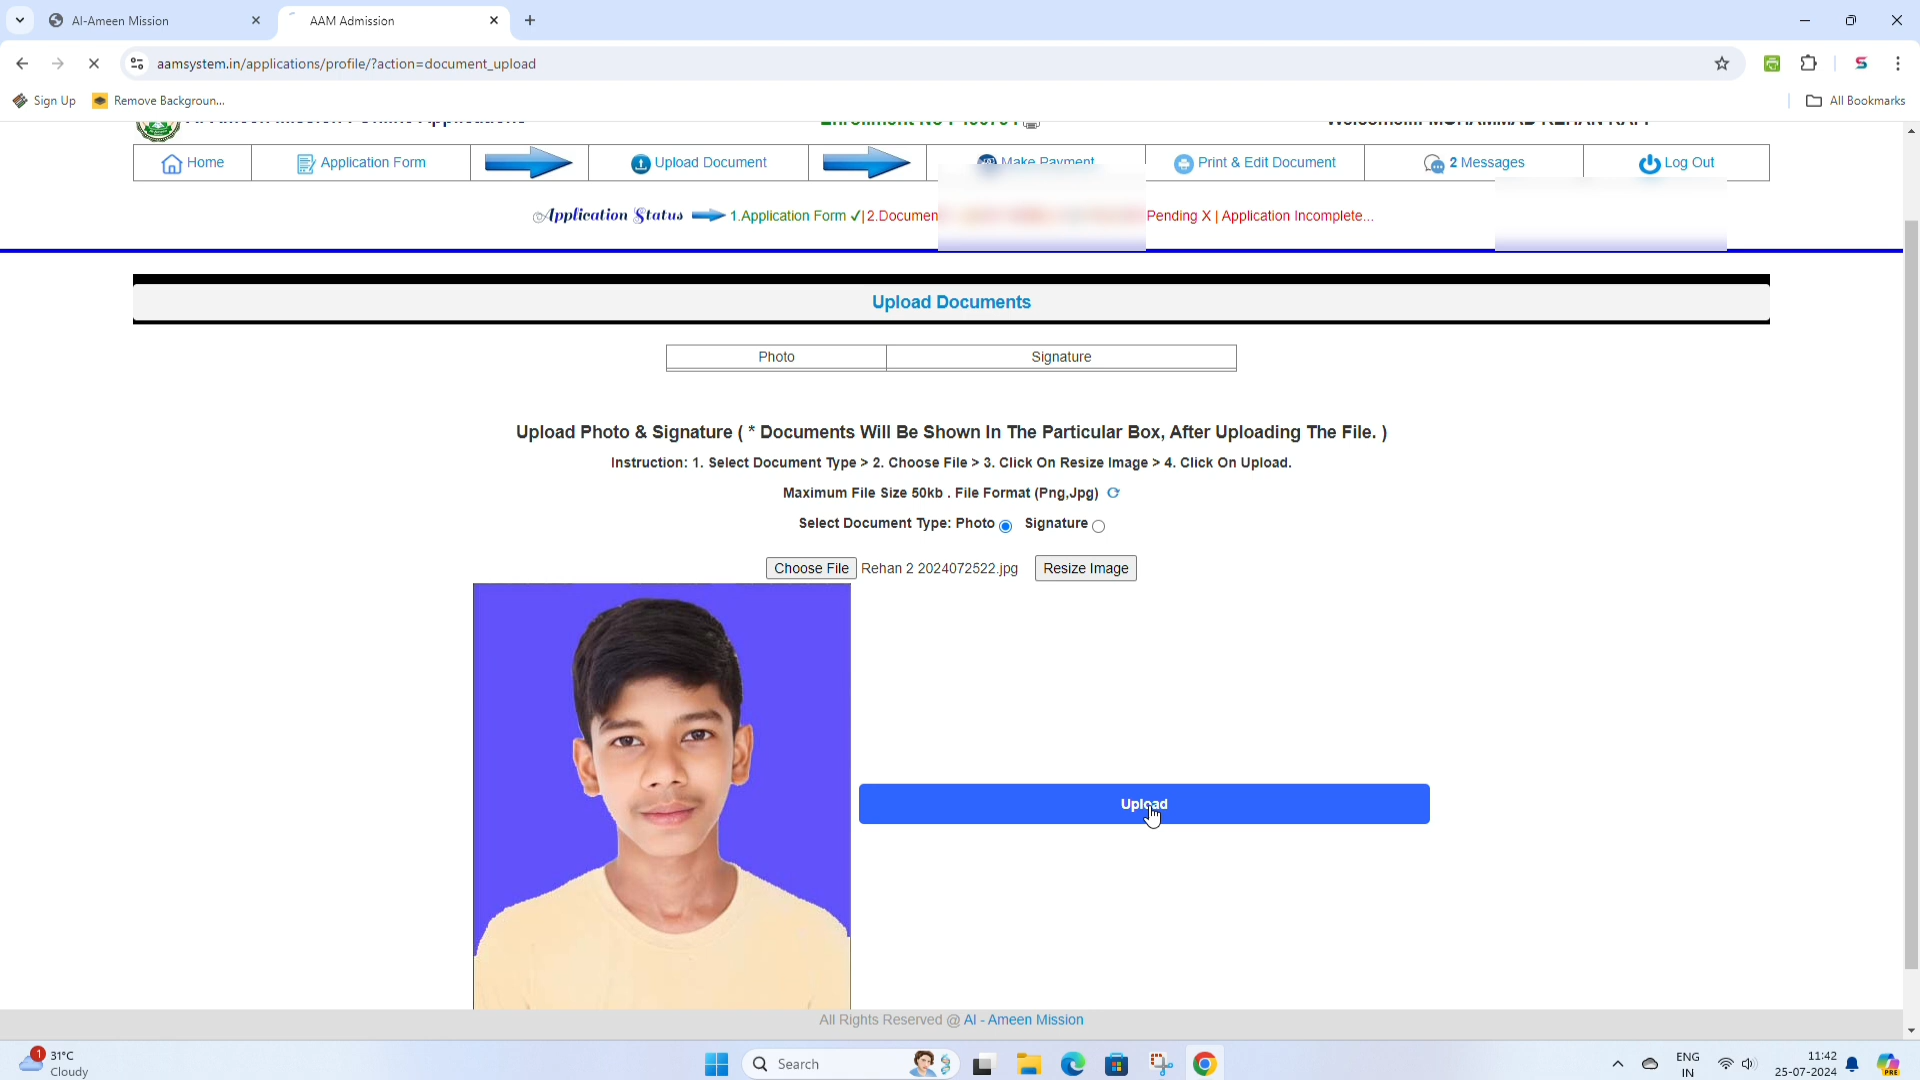 Al-Ameen Mission
AAM Admission
aamsystem.in/applications/profile/?action=document_upload
Sign Up
Remove Backgroun...
All Bookmarks
Home
Application Form
Upload Document
Make Payment
Print & Edit Document
2 Messages
Log Out
Application Status 1.Application Form ✓| 2.Documen Pending X | Application Incomplete...
Upload Documents
Photo Signature
Upload Photo & Signature ( * Documents Will Be Shown In The Particular Box, After Uploading The File. )
Instruction: 1. Select Document Type > 2. Choose File > 3. Click On Resize Image > 4. Click On Upload.
Maximum File Size 50kb . File Format (Png,Jpg)
Select Document Type: Photo Signature
Choose File Rehan 2 2024072522.jpg Resize Image
Upload
All Rights Reserved @ Al - Ameen Mission
1
31°C
Cloudy
Search
ENG
IN
11:42
25-07-2024
PRE